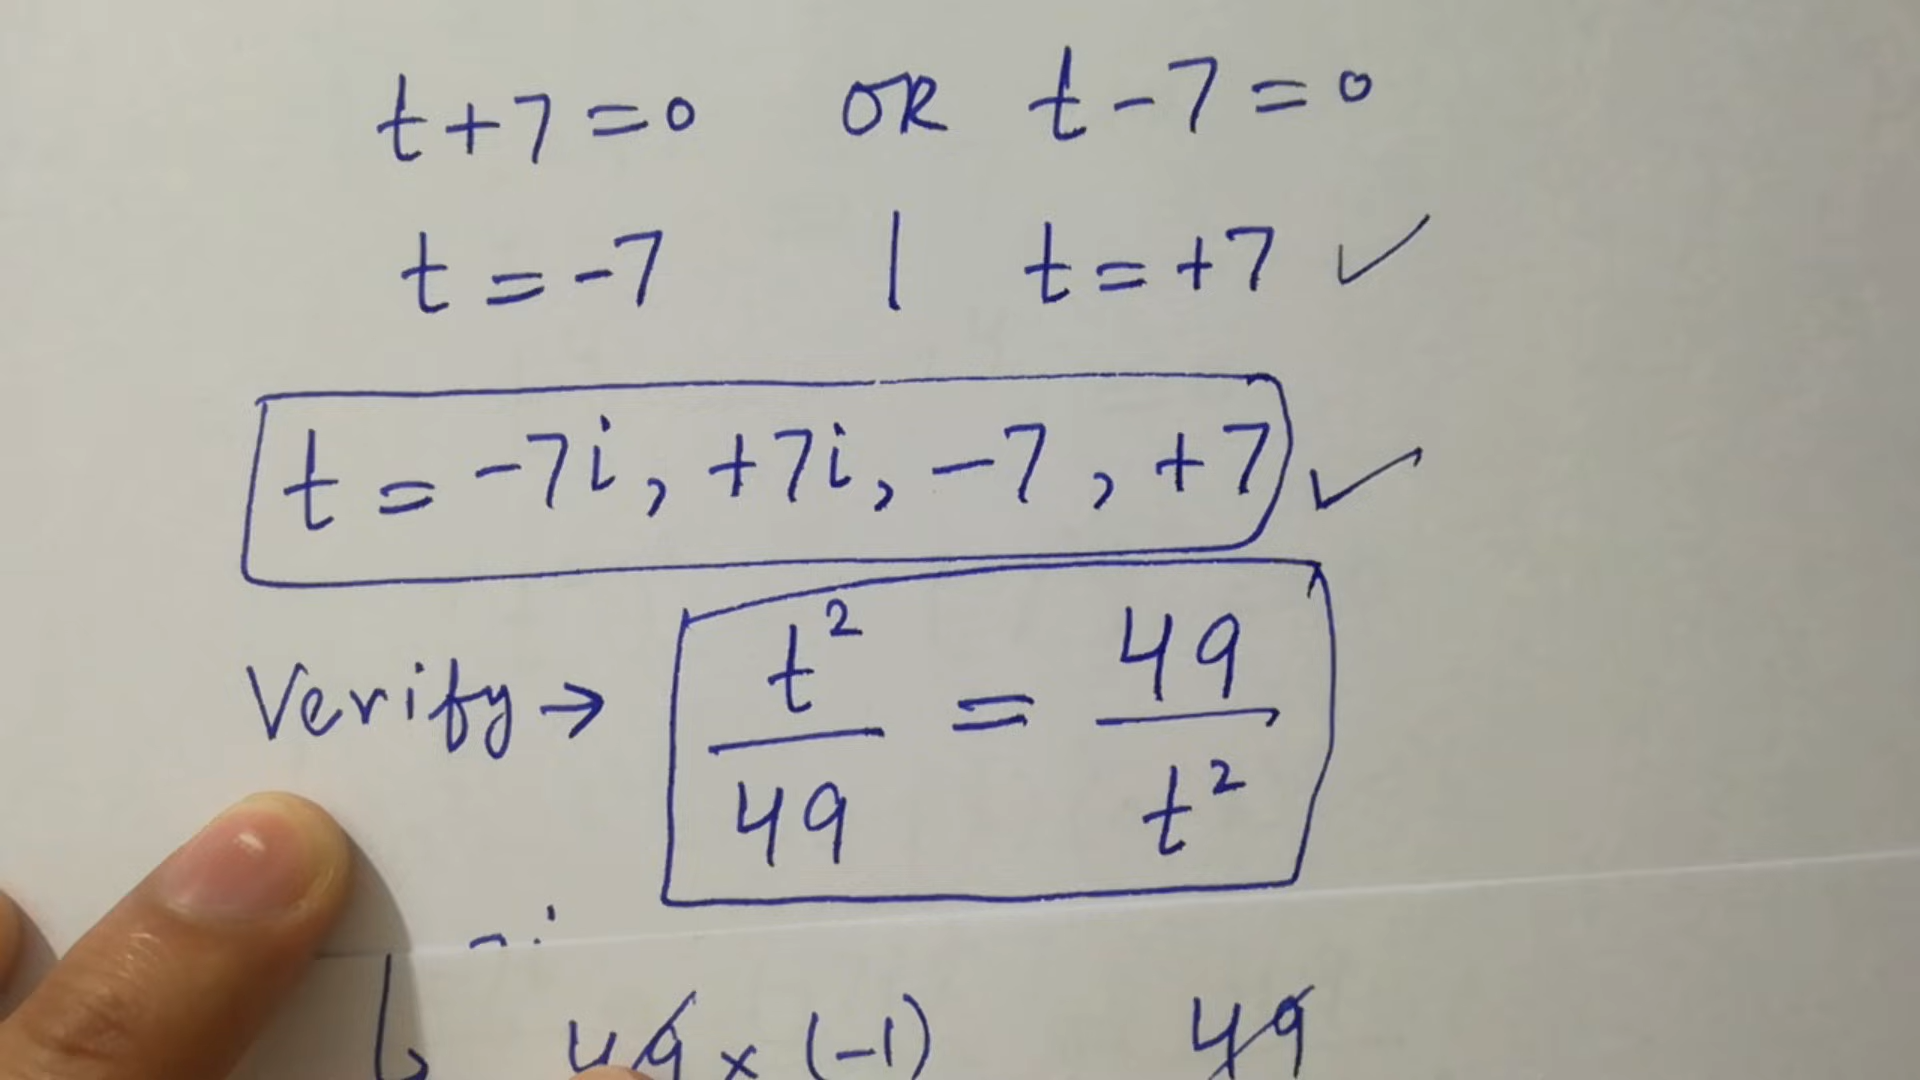 t+7=0 OR t-7=0
t=-7 | t=+7 ✓
t=-7i, +7i, -7, +7 ✓
Verify → t²/49 = 49/t²
49×(-1) 49